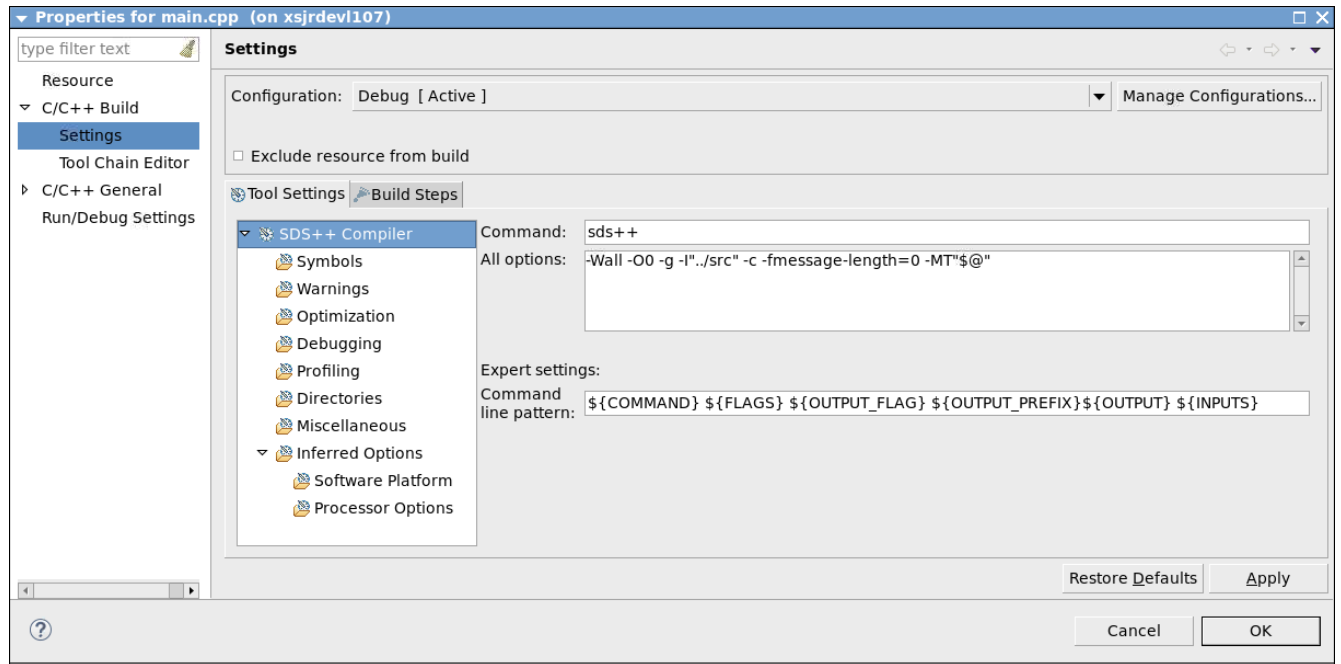 Properties for main.cpp (on xsjrdevl107)
type filter text
Resource
C/C++ Build
Settings
Tool Chain Editor
C/C++ General
Run/Debug Settings
Settings
Configuration: Debug [ Active ] Manage Configurations...
Exclude resource from build
Tool Settings Build Steps
SDS++ Compiler
Symbols
Warnings
Optimization
Debugging
Profiling
Directories
Miscellaneous
Inferred Options
Software Platform
Processor Options
Command: sds++
All options: -Wall -O0 -g -I"../src" -c -fmessage-length=0 -MT"$@"
Expert settings:
Command
line pattern: ${COMMAND} ${FLAGS} ${OUTPUT_FLAG} ${OUTPUT_PREFIX}${OUTPUT} ${INPUTS}
Restore Defaults Apply
? Cancel OK